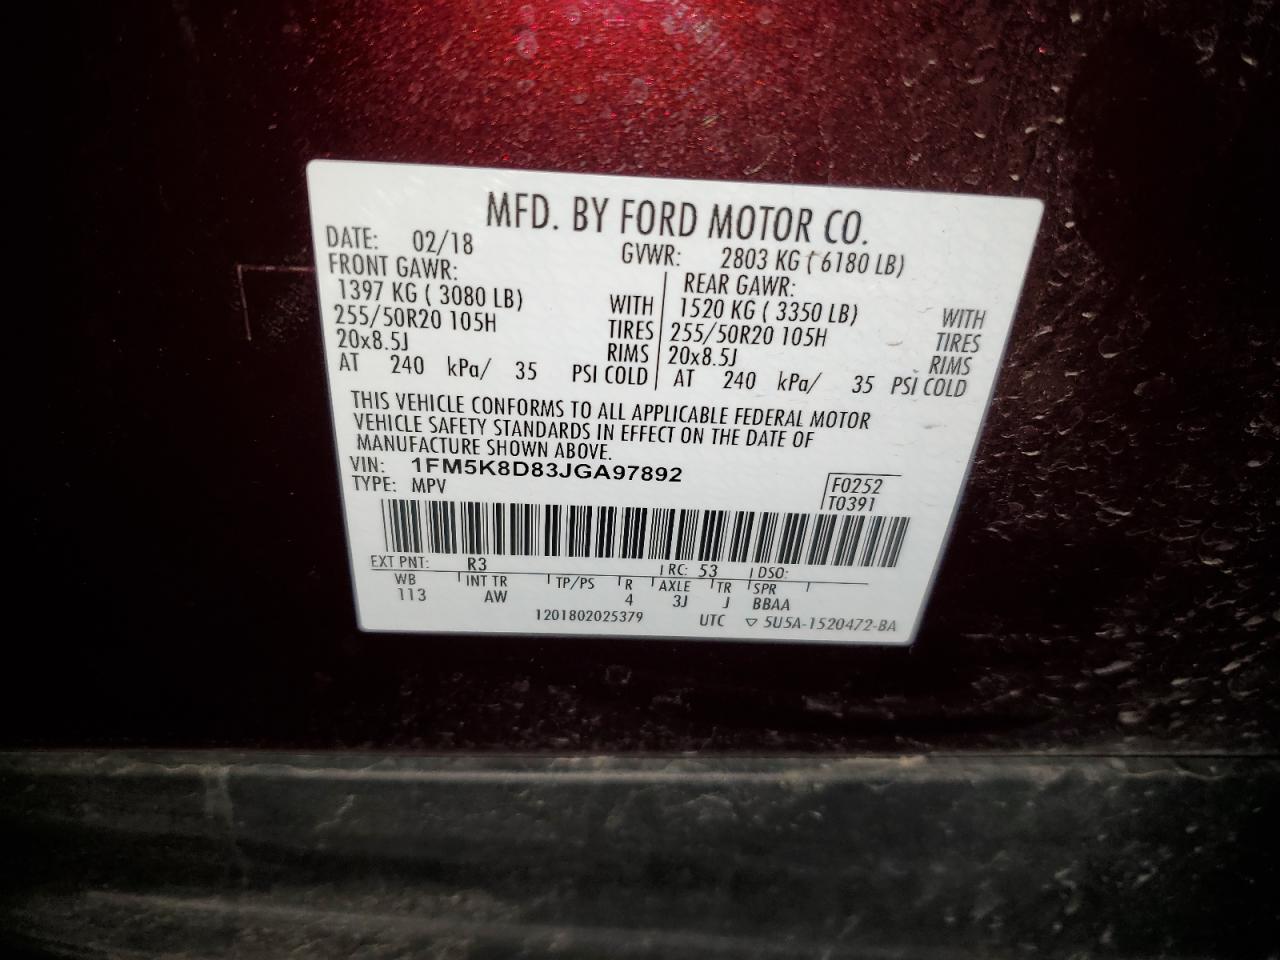 MFD. BY FORD MOTOR CO.
DATE: 02/18 GVWR: 2803 KG ( 6180 LB)
FRONT GAWR: REAR GAWR:
1397 KG ( 3080 LB) WITH 1520 KG ( 3350 LB) WITH
255/50R20 105H TIRES 255/50R20 105H TIRES
20x8.5J RIMS 20x8.5J RIMS
AT 240 kPa/ 35 PSI COLD AT 240 kPa/ 35 PSI COLD
THIS VEHICLE CONFORMS TO ALL APPLICABLE FEDERAL MOTOR
VEHICLE SAFETY STANDARDS IN EFFECT ON THE DATE OF
MANUFACTURE SHOWN ABOVE.
VIN: 1FM5K8D83JGA97892
TYPE: MPV
F0252
T0391
EXT PNT: R3 RC: 53 DSO:
WB INT TR TP/PS R AXLE TR SPR
113 AW 4 3J J BBAA
1201802025379 UTC ▽ 5U5A-1520472-BA